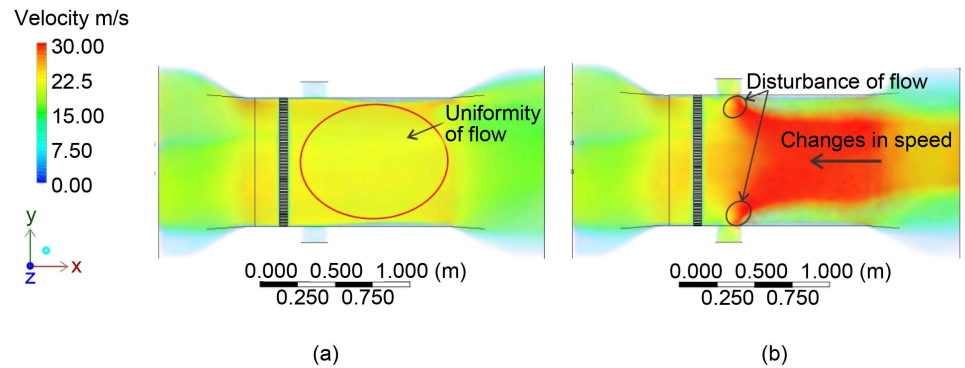 Velocity m/s
30.00
22.5
15.00
7.50
0.00
y
z
x
Uniformity
of flow
0.000 0.500 1.000 (m)
0.250 0.750
(a)
Disturbance of flow
Changes in speed
0.000 0.500 1.000 (m)
0.250 0.750
(b)